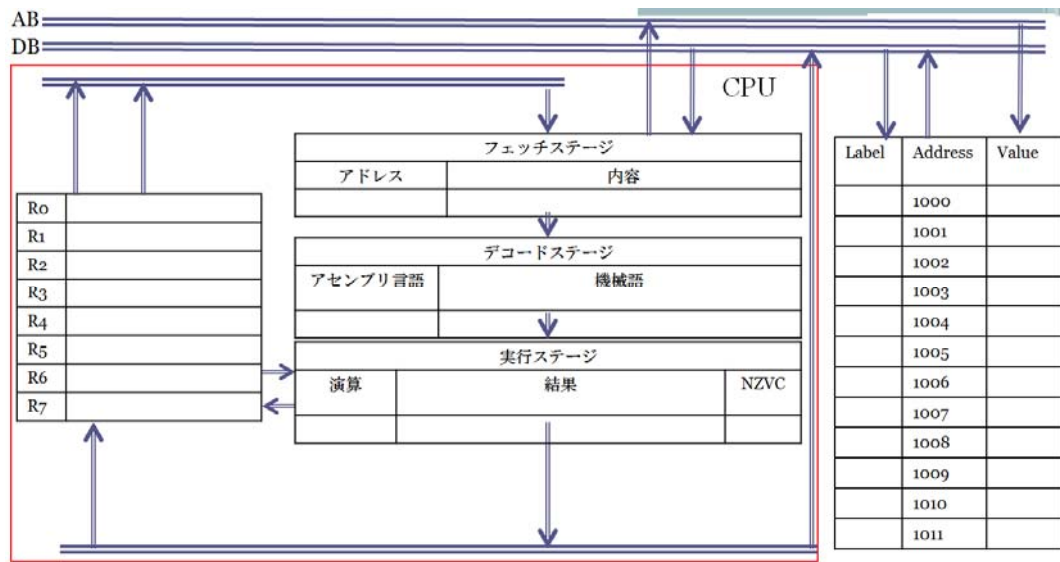 AB
DB
CPU
フェッチステージ
アドレス 内容
デコードステージ
アセンブリ言語 機械語
実行ステージ
演算 結果 NZVC
R0
R1
R2
R3
R4
R5
R6
R7
Label Address Value
1000
1001
1002
1003
1004
1005
1006
1007
1008
1009
1010
1011